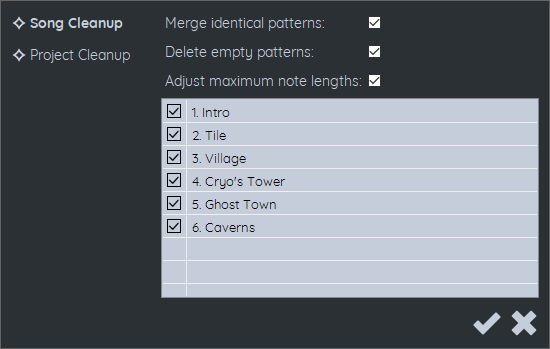 Song Cleanup
Project Cleanup
Merge identical patterns:
Delete empty patterns:
Adjust maximum note lengths:
1. Intro
2. Tile
3. Village
4. Cryo's Tower
5. Ghost Town
6. Caverns